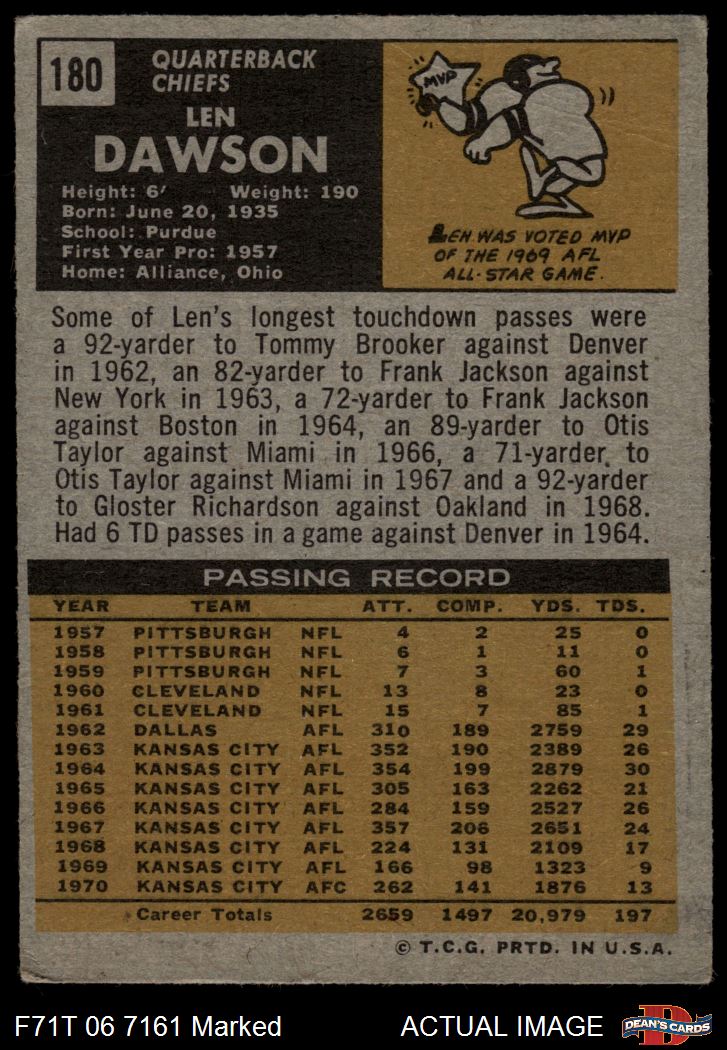 180
QUARTERBACK
CHIEFS
LEN
DAWSON
Height: 6' Weight: 190
Born: June 20, 1935
School: Purdue
First Year Pro: 1957
Home: Alliance, Ohio
MVP
LEN WAS VOTED MVP
OF THE 1969 AFL
ALL-STAR GAME.
Some of Len's longest touchdown passes were
a 92-yarder to Tommy Brooker against Denver
in 1962, an 82-yarder to Frank Jackson against
New York in 1963, a 72-yarder to Frank Jackson
against Boston in 1964, an 89-yarder to Otis
Taylor against Miami in 1966, a 71-yarder to
Otis Taylor against Miami in 1967 and a 92-yarder
to Gloster Richardson against Oakland in 1968.
Had 6 TD passes in a game against Denver in 1964.
PASSING RECORD
YEAR TEAM ATT. COMP. YDS. TDS.
1957 PITTSBURGH NFL 4 2 25 0
1958 PITTSBURGH NFL 6 1 11 0
1959 PITTSBURGH NFL 7 3 60 1
1960 CLEVELAND NFL 13 8 23 0
1961 CLEVELAND NFL 15 7 85 1
1962 DALLAS AFL 310 189 2759 29
1963 KANSAS CITY AFL 352 190 2389 26
1964 KANSAS CITY AFL 354 199 2879 30
1965 KANSAS CITY AFL 305 163 2262 21
1966 KANSAS CITY AFL 284 159 2527 26
1967 KANSAS CITY AFL 357 206 2651 24
1968 KANSAS CITY AFL 224 131 2109 17
1969 KANSAS CITY AFL 166 98 1323 9
1970 KANSAS CITY AFC 262 141 1876 13
Career Totals 2659 1497 20,979 197
© T.C.G. PRTD. IN U.S.A.
F71T 06 7161 Marked ACTUAL IMAGE
D
DEAN'S CARDS